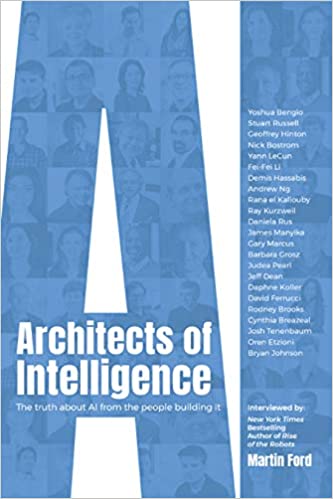 AI
Yoshua Bengio
Stuart Russell
Geoffrey Hinton
Nick Bostrom
Yann LeCun
Fei-Fei Li
Demis Hassabis
Andrew Ng
Rana el Kaliouby
Ray Kurzweil
Daniela Rus
James Manyika
Gary Marcus
Barbara Grosz
Judea Pearl
Jeff Dean
Daphne Koller
David Ferrucci
Rodney Brooks
Cynthia Breazeal
Josh Tenenbaum
Oren Etzioni
Bryan Johnson
Architects of
Intelligence
The truth about AI from the people building it
Interviewed by:
New York Times
Bestselling
Author of Rise
of the Robots
Martin Ford